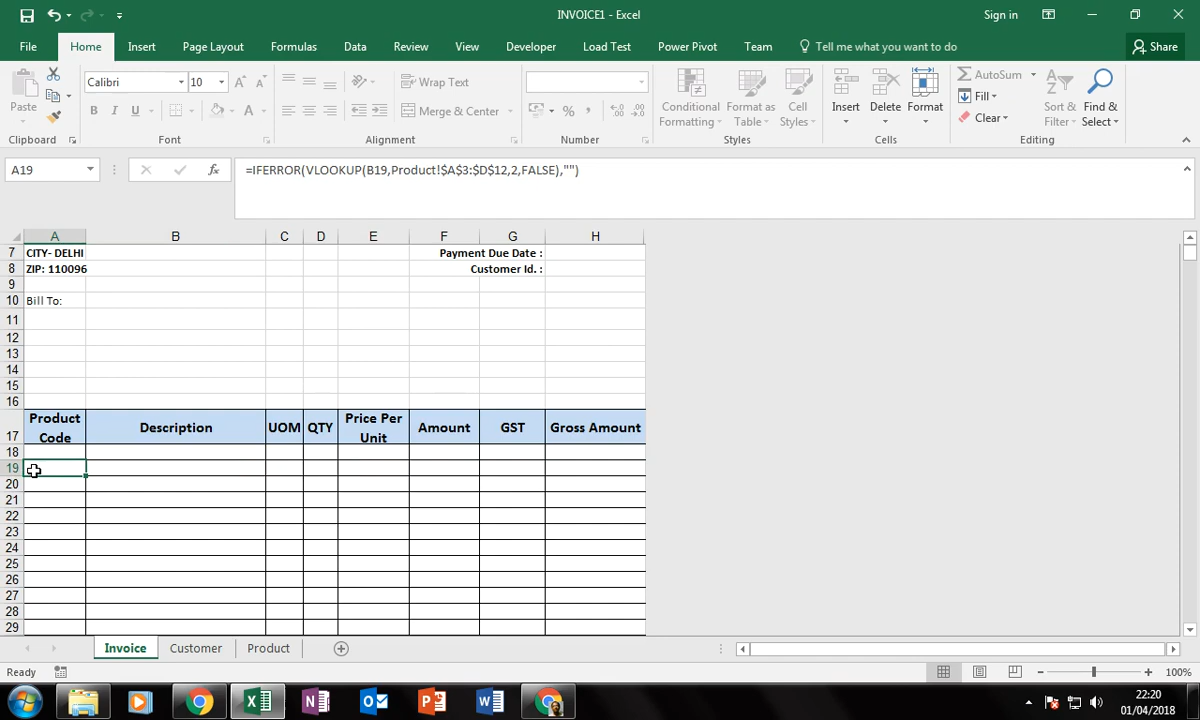 INVOICE1 - Excel
Sign in
File Home Insert Page Layout Formulas Data Review View Developer Load Test Power Pivot Team Tell me what you want to do Share
Paste
Calibri 10
B I U
A A A
Wrap Text
Merge & Center
% ,
Conditional Formatting
Format as Table
Cell Styles
Insert
Delete
Format
AutoSum
Fill
Clear
Sort & Filter
Find & Select
Clipboard Font Alignment Number Styles Cells Editing
A19 fx =IFERROR(VLOOKUP(B19,Product!$A$3:$D$12,2,FALSE),"")
A B C D E F G H
7 CITY- DELHI Payment Due Date :
8 ZIP: 110096 Customer Id. :
9
10 Bill To:
11
12
13
14
15
16
17 Product Code Description UOM QTY Price Per Unit Amount GST Gross Amount
18
19
20
21
22
23
24
25
26
27
28
29
Invoice Customer Product
Ready 100%
22:20
01/04/2018